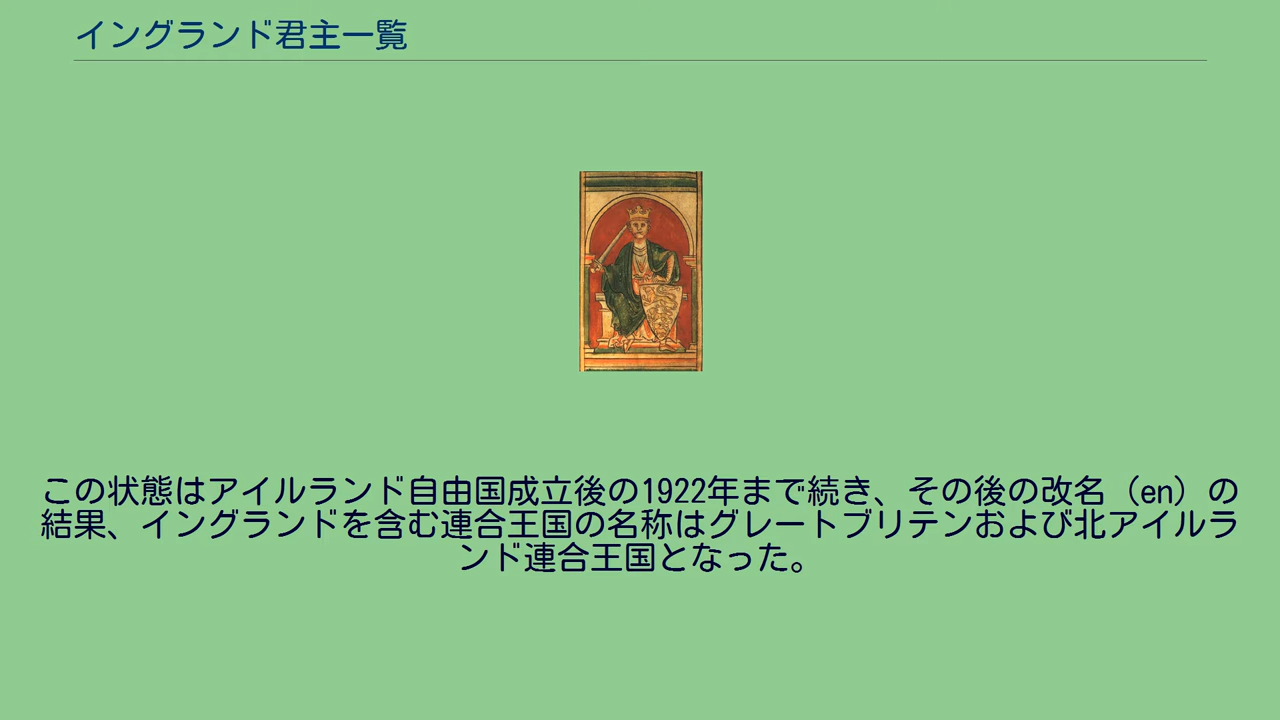 イングランド君主一覧
この状態はアイルランド自由国成立後の1922年まで続き、その後の改名（en）の
結果、イングランドを含む連合王国の名称はグレートブリテンおよび北アイルラ
ンド連合王国となった。